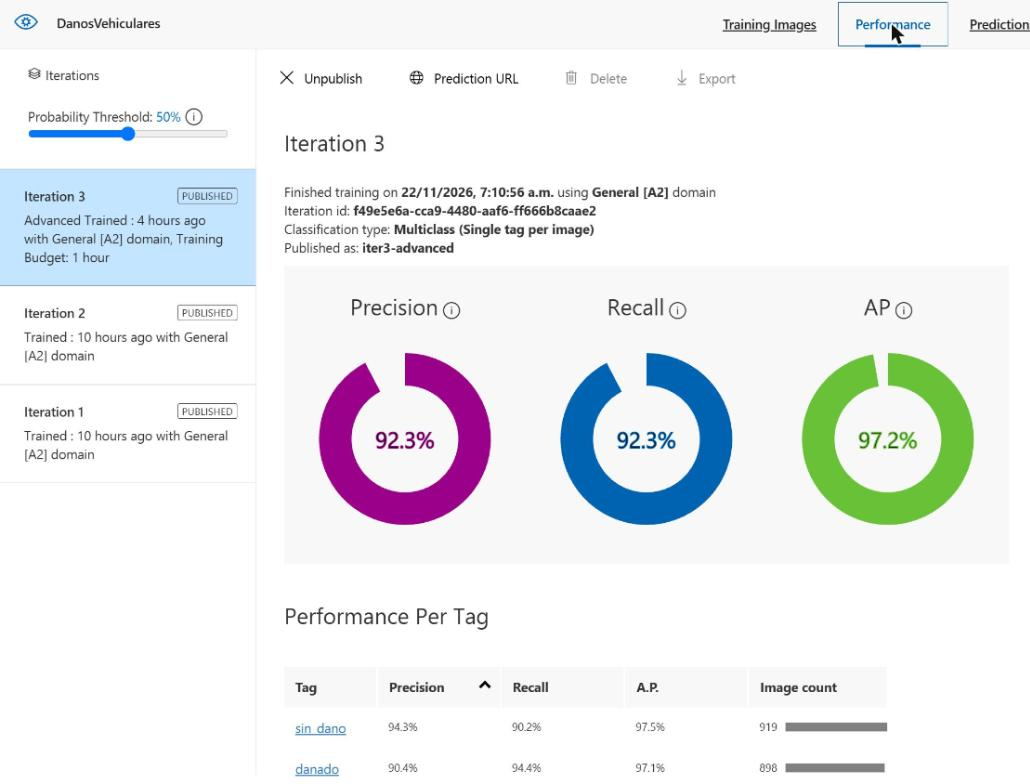 DanosVehiculares
Training Images Performance Prediction
Iterations
Probability Threshold: 50%
Iteration 3 PUBLISHED
Advanced Trained : 4 hours ago
with General [A2] domain, Training
Budget: 1 hour
Iteration 2 PUBLISHED
Trained : 10 hours ago with General
[A2] domain
Iteration 1 PUBLISHED
Trained : 10 hours ago with General
[A2] domain
Unpublish Prediction URL Delete Export
Iteration 3
Finished training on 22/11/2026, 7:10:56 a.m. using General [A2] domain
Iteration id: f49e5e6a-cca9-4480-aaf6-ff666b8caae2
Classification type: Multiclass (Single tag per image)
Published as: iter3-advanced
Precision Recall AP
92.3% 92.3% 97.2%
Performance Per Tag
Tag Precision Recall A.P. Image count
sin_dano 94.3% 90.2% 97.5% 919
danado 90.4% 94.4% 97.1% 898